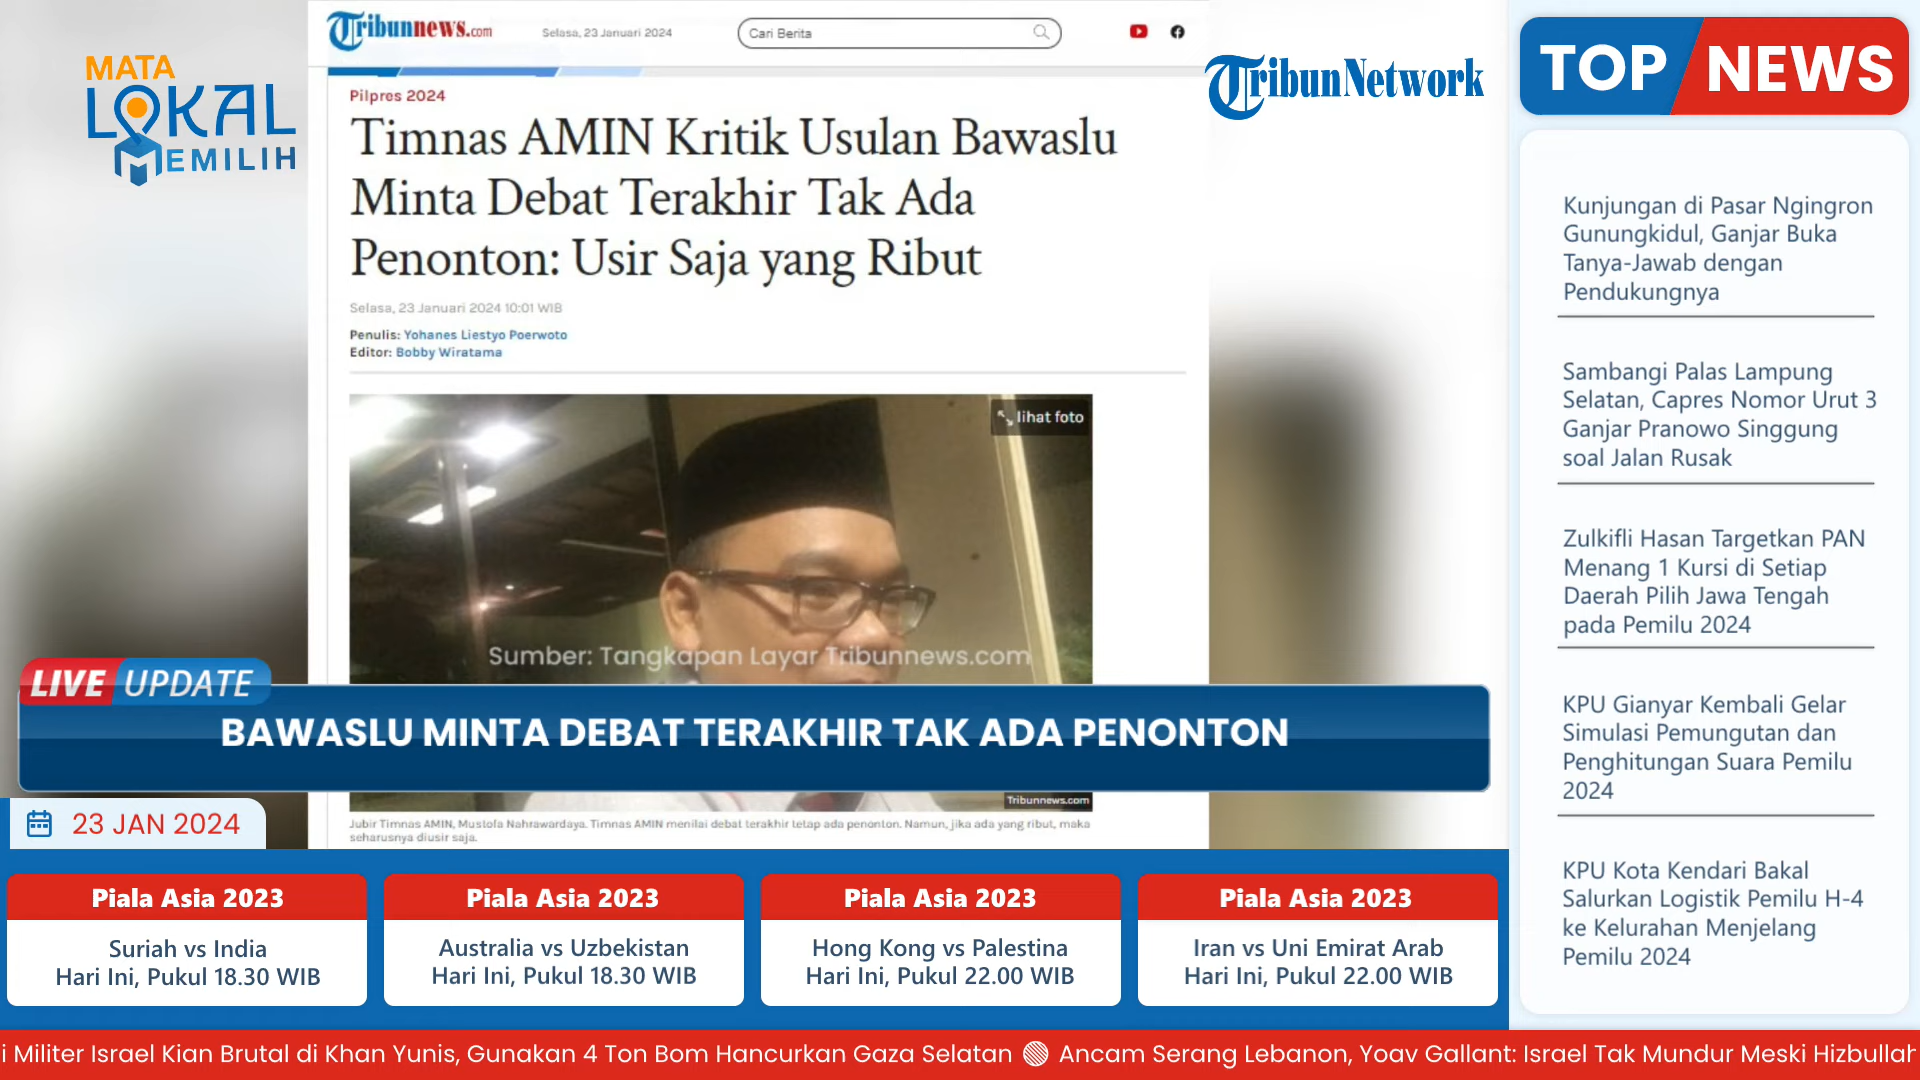 MATA
LOKAL
MEMILIH
Tribunnews.com
Selasa, 23 Januari 2024
Cari Berita
TribunNetwork
Pilpres 2024
Timnas AMIN Kritik Usulan Bawaslu
Minta Debat Terakhir Tak Ada
Penonton: Usir Saja yang Ribut
Selasa, 23 Januari 2024 10:01 WIB
Penulis: Yohanes Liestyo Poerwoto
Editor: Bobby Wiratama
lihat foto
Sumber: Tangkapan Layar Tribunnews.com
LIVE UPDATE
BAWASLU MINTA DEBAT TERAKHIR TAK ADA PENONTON
Tribunnews.com
23 JAN 2024
Jubir Timnas AMIN, Mustofa Nahrawardaya. Timnas AMIN menilai debat terakhir tetap ada penonton. Namun, jika ada yang ribut, maka
seharusnya diusir saja.
TOP NEWS
Kunjungan di Pasar Ngingron
Gunungkidul, Ganjar Buka
Tanya-Jawab dengan
Pendukungnya
Sambangi Palas Lampung
Selatan, Capres Nomor Urut 3
Ganjar Pranowo Singgung
soal Jalan Rusak
Zulkifli Hasan Targetkan PAN
Menang 1 Kursi di Setiap
Daerah Pilih Jawa Tengah
pada Pemilu 2024
KPU Gianyar Kembali Gelar
Simulasi Pemungutan dan
Penghitungan Suara Pemilu
2024
KPU Kota Kendari Bakal
Salurkan Logistik Pemilu H-4
ke Kelurahan Menjelang
Pemilu 2024
Piala Asia 2023
Suriah vs India
Hari Ini, Pukul 18.30 WIB
Piala Asia 2023
Australia vs Uzbekistan
Hari Ini, Pukul 18.30 WIB
Piala Asia 2023
Hong Kong vs Palestina
Hari Ini, Pukul 22.00 WIB
Piala Asia 2023
Iran vs Uni Emirat Arab
Hari Ini, Pukul 22.00 WIB
i Militer Israel Kian Brutal di Khan Yunis, Gunakan 4 Ton Bom Hancurkan Gaza Selatan Ancam Serang Lebanon, Yoav Gallant: Israel Tak Mundur Meski Hizbullah